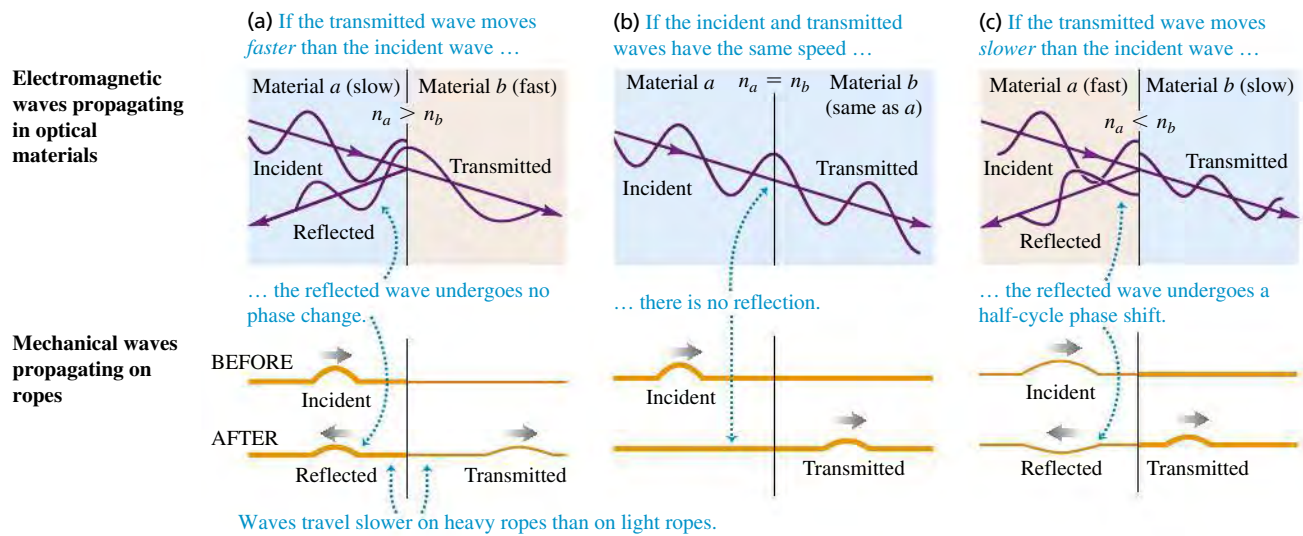 (a) If the transmitted wave moves
faster than the incident wave …
(b) If the incident and transmitted
waves have the same speed …
(c) If the transmitted wave moves
slower than the incident wave …
Electromagnetic
waves propagating
in optical
materials
Material a (slow)
Material b (fast)
nₐ > n_b
Incident
Transmitted
Reflected
Material a
nₐ = n_b
Material b
(same as a)
Incident
Transmitted
Material a (fast)
Material b (slow)
nₐ < n_b
Incident
Transmitted
Reflected
… the reflected wave undergoes no
phase change.
… there is no reflection.
… the reflected wave undergoes a
half-cycle phase shift.
Mechanical waves
propagating on
ropes
BEFORE
Incident
Incident
Incident
AFTER
Reflected
Transmitted
Transmitted
Reflected
Transmitted
Waves travel slower on heavy ropes than on light ropes.